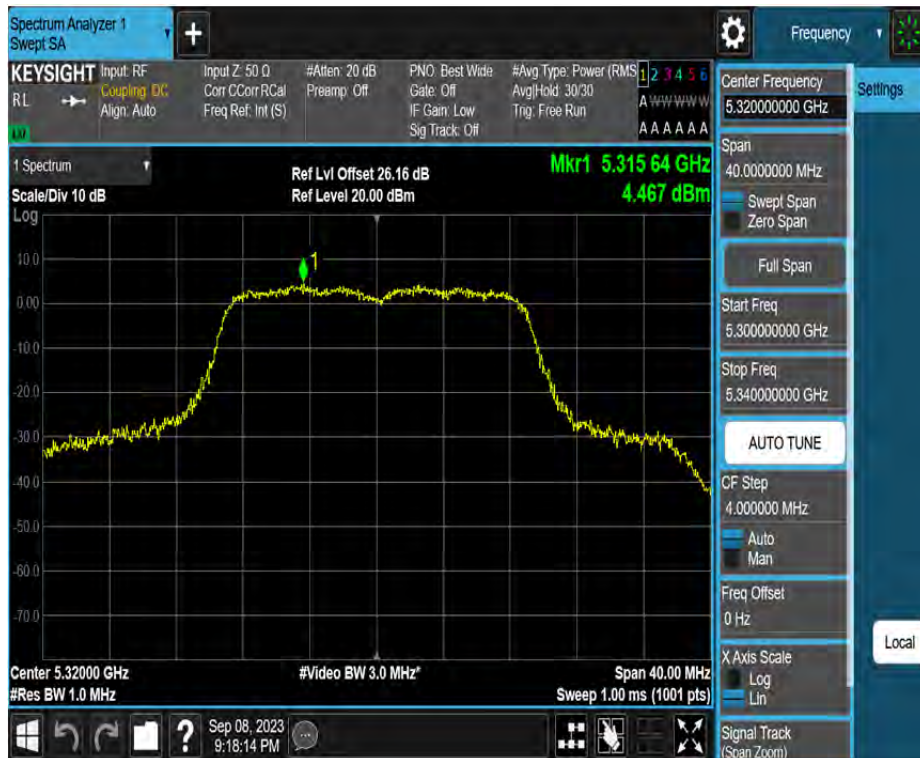 Spectrum Analyzer 1
Swept SA
+
Frequency
KEYSIGHT
RL
Input: RF
Coupling: DC
Align: Auto
Input Z: 50 Ω
Corr CCorr RCal
Freq Ref: Int (S)
#Atten: 20 dB
Preamp: Off
PNO: Best Wide
Gate: Off
IF Gain: Low
Sig Track: Off
#Avg Type: Power (RMS
Avg|Hold: 30/30
Trig: Free Run
1 2 3 4 5 6
A W W W W W
A A A A A A
1 Spectrum
Scale/Div 10 dB
Log
Ref Lvl Offset 26.16 dB
Ref Level 20.00 dBm
Mkr1 5.315 64 GHz
4.467 dBm
1
10.0
0.00
-10.0
-20.0
-30.0
-40.0
-50.0
-60.0
-70.0
Center 5.32000 GHz
#Res BW 1.0 MHz
#Video BW 3.0 MHz*
Span 40.00 MHz
Sweep 1.00 ms (1001 pts)
?
Sep 08, 2023
9:18:14 PM
Center Frequency
5.320000000 GHz
Span
40.0000000 MHz
Swept Span
Zero Span
Full Span
Start Freq
5.300000000 GHz
Stop Freq
5.340000000 GHz
AUTO TUNE
CF Step
4.000000 MHz
Auto
Man
Freq Offset
0 Hz
X Axis Scale
Log
Lin
Signal Track
(Span Zoom)
Settings
Local